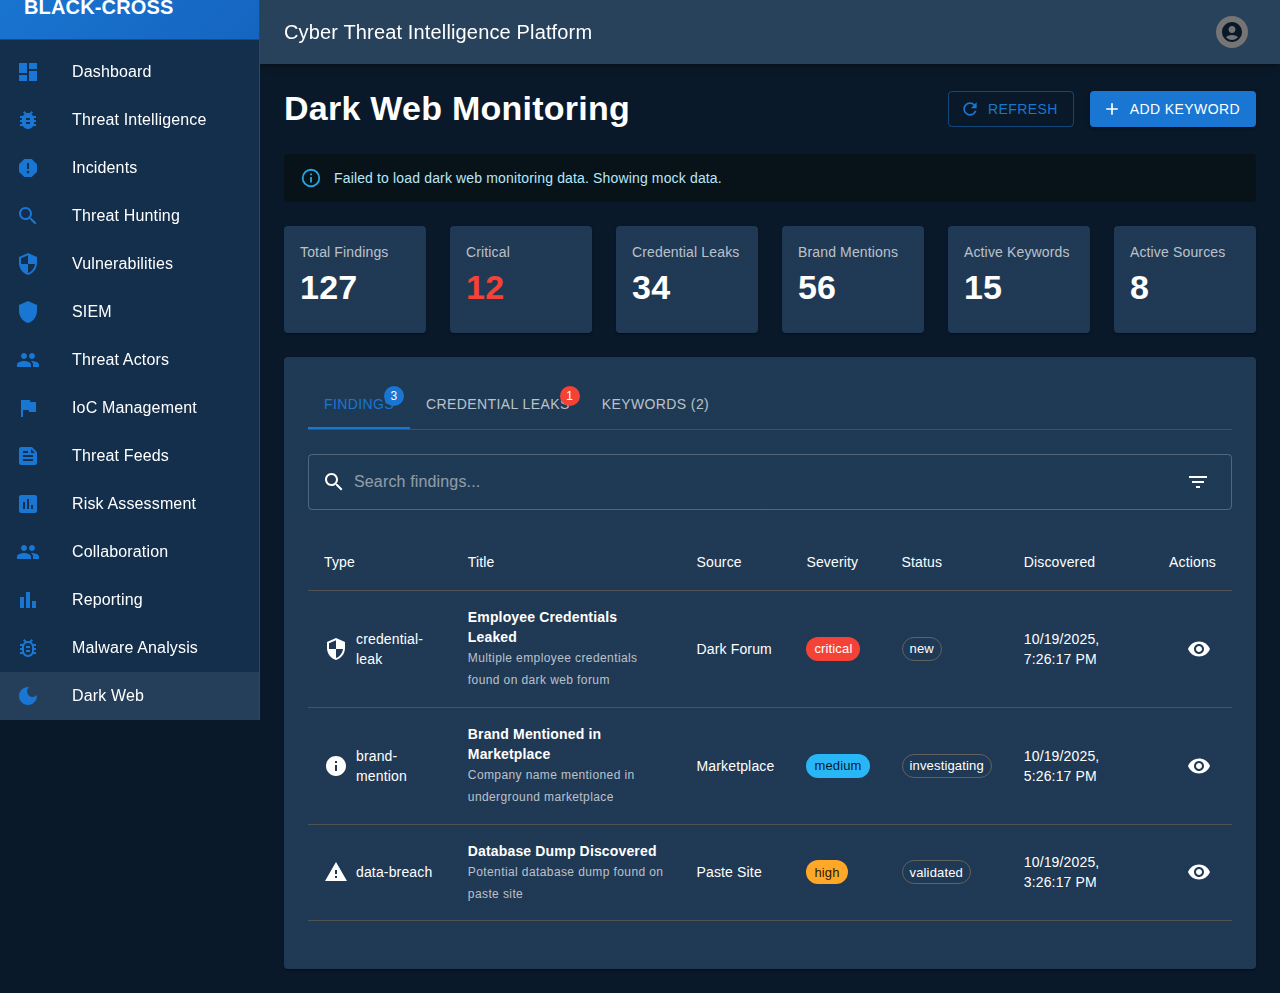 BLACK-CROSS
Cyber Threat Intelligence Platform
Dashboard
Threat Intelligence
Incidents
Threat Hunting
Vulnerabilities
SIEM
Threat Actors
IoC Management
Threat Feeds
Risk Assessment
Collaboration
Reporting
Malware Analysis
Dark Web
Dark Web Monitoring
REFRESH
ADD KEYWORD
Failed to load dark web monitoring data. Showing mock data.
Total Findings
127
Critical
12
Credential Leaks
34
Brand Mentions
56
Active Keywords
15
Active Sources
8
FINDINGS 3
CREDENTIAL LEAKS 1
KEYWORDS (2)
Search findings...
Type Title Source Severity Status Discovered Actions
credential-
leak
Employee Credentials
Leaked
Multiple employee credentials
found on dark web forum
Dark Forum
critical
new
10/19/2025,
7:26:17 PM
brand-
mention
Brand Mentioned in
Marketplace
Company name mentioned in
underground marketplace
Marketplace
medium
investigating
10/19/2025,
5:26:17 PM
data-breach
Database Dump Discovered
Potential database dump found on
paste site
Paste Site
high
validated
10/19/2025,
3:26:17 PM